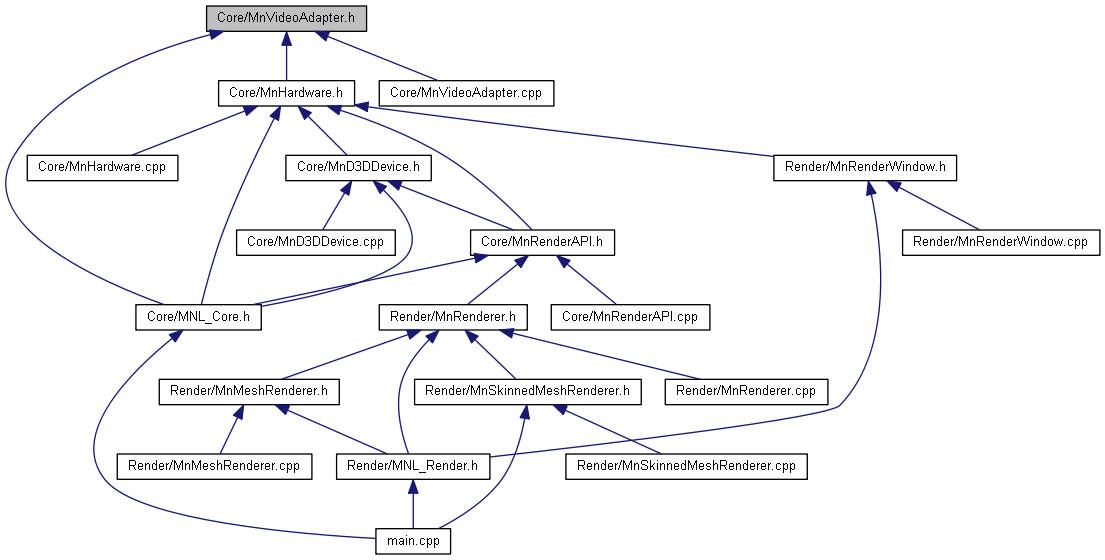 Core/MnVideoAdapter.h
Core/MnHardware.h
Core/MnVideoAdapter.cpp
Core/MnHardware.cpp
Core/MnD3DDevice.h
Render/MnRenderWindow.h
Core/MnD3DDevice.cpp
Core/MnRenderAPI.h
Render/MnRenderWindow.cpp
Core/MNL_Core.h
Render/MnRenderer.h
Core/MnRenderAPI.cpp
Render/MnMeshRenderer.h
Render/MnSkinnedMeshRenderer.h
Render/MnRenderer.cpp
Render/MnMeshRenderer.cpp
Render/MNL_Render.h
Render/MnSkinnedMeshRenderer.cpp
main.cpp